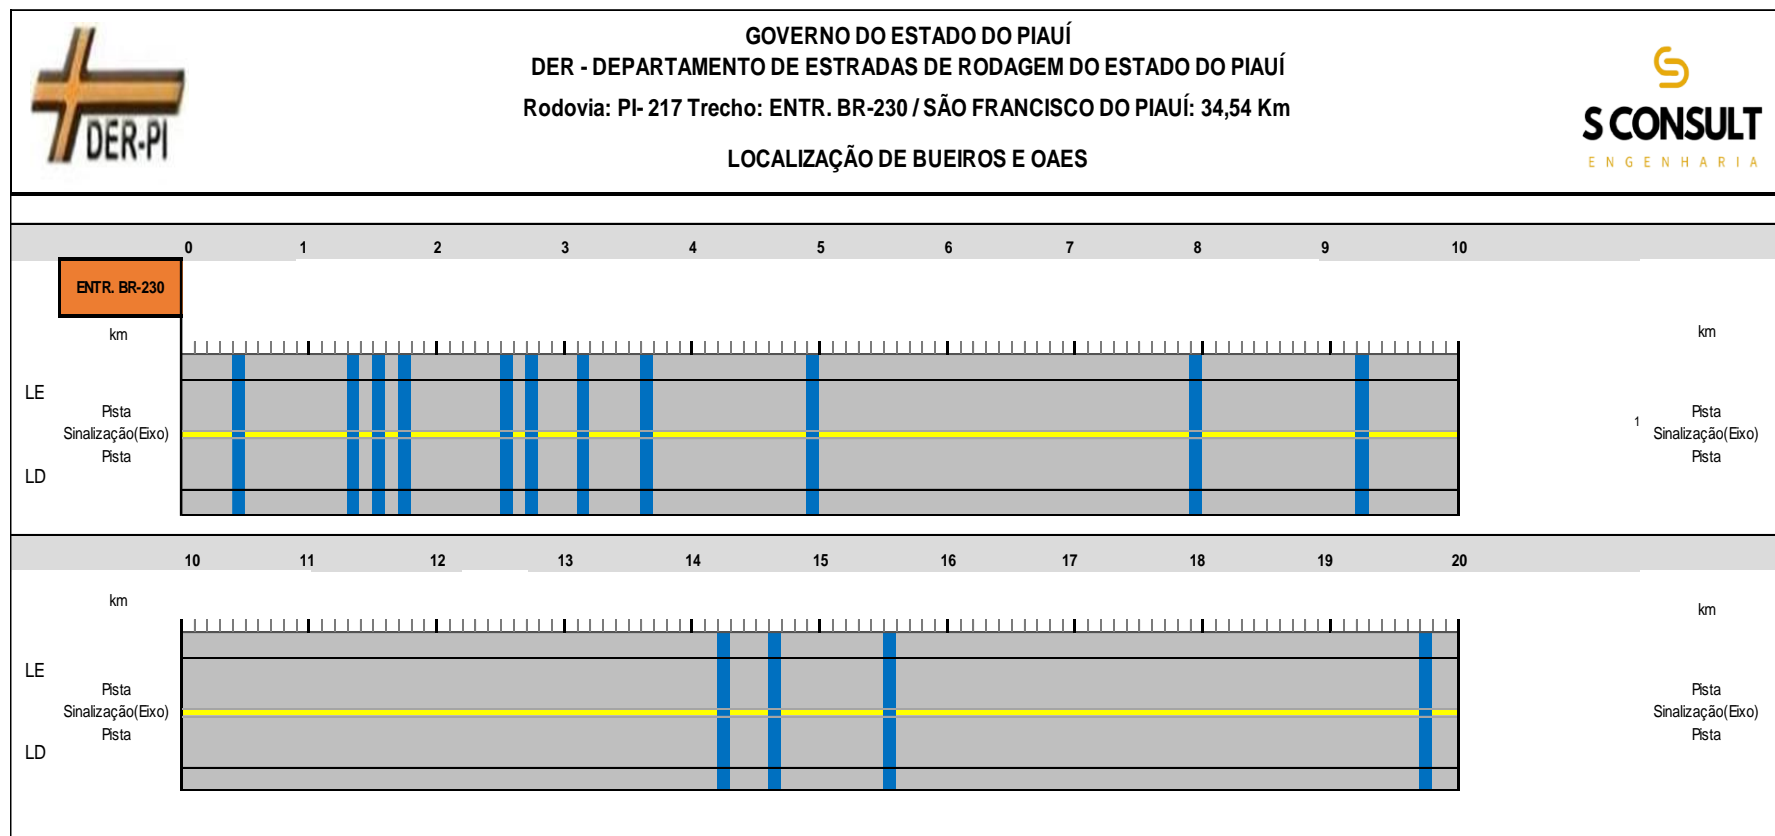 DER-PI
GOVERNO DO ESTADO DO PIAUÍ
DER - DEPARTAMENTO DE ESTRADAS DE RODAGEM DO ESTADO DO PIAUÍ
Rodovia: PI- 217 Trecho: ENTR. BR-230 / SÃO FRANCISCO DO PIAUÍ: 34,54 Km
LOCALIZAÇÃO DE BUEIROS E OAES
S CONSULT
ENGENHARIA
0 1 2 3 4 5 6 7 8 9 10
ENTR. BR-230
km km
LE
Pista Pista
Sinalização(Eixo) 1 Sinalização(Eixo)
Pista Pista
LD
10 11 12 13 14 15 16 17 18 19 20
km km
LE
Pista Pista
Sinalização(Eixo) Sinalização(Eixo)
Pista Pista
LD